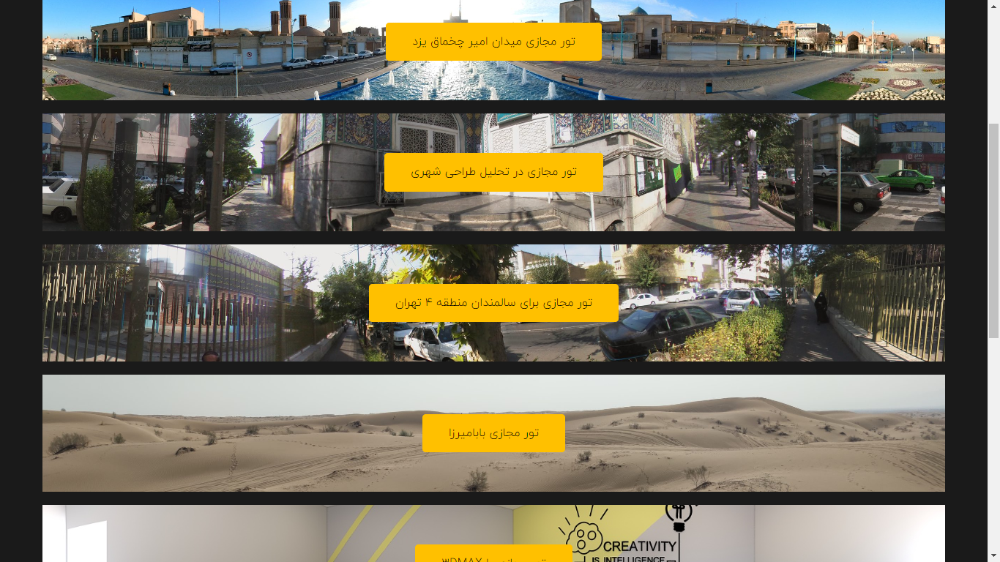 تور مجازی میدان امیر چخماق یزد
تور مجازی در تحلیل طراحی شهری
تور مجازی برای سالمندان منطقه ۴ تهران
تور مجازی بابامیرزا
CREATIVITY
IS INTELLIGENCE